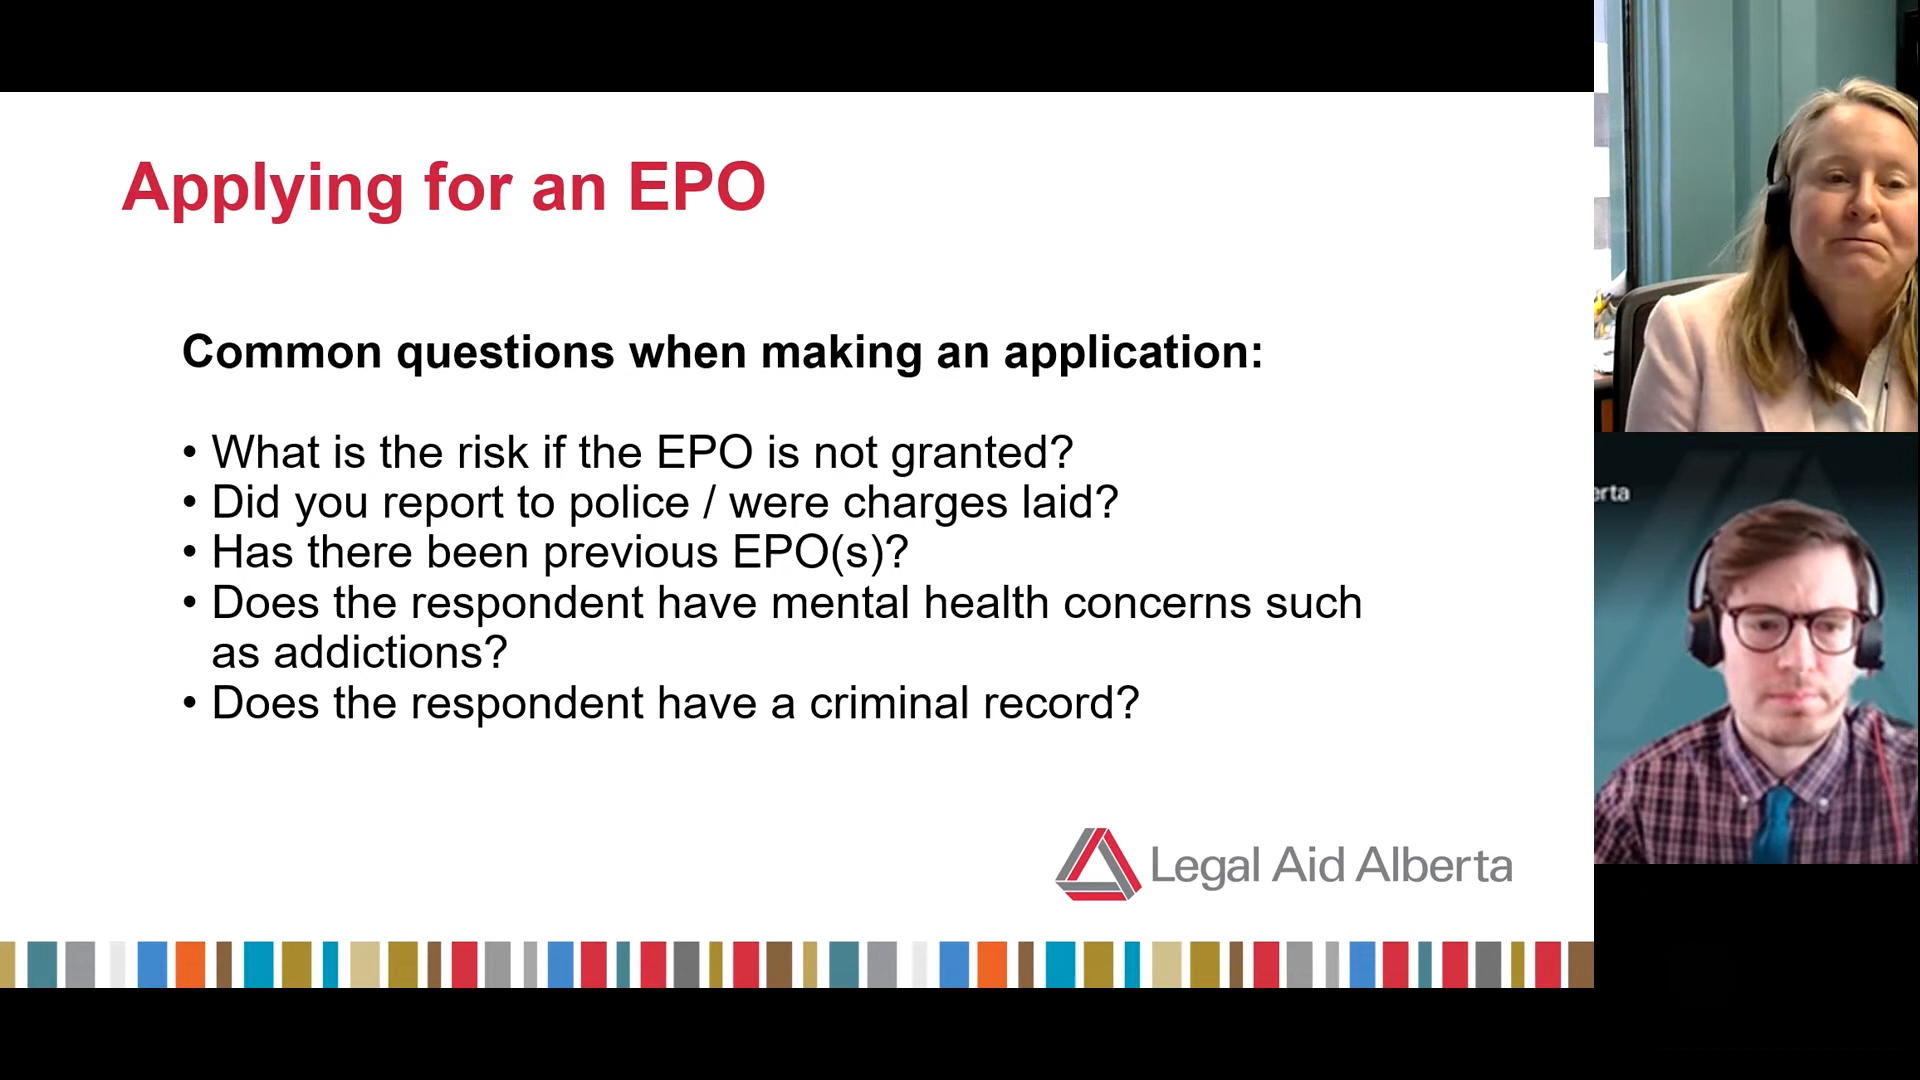 Applying for an EPO
Common questions when making an application:
• What is the risk if the EPO is not granted?
• Did you report to police / were charges laid?
• Has there been previous EPO(s)?
• Does the respondent have mental health concerns such
as addictions?
• Does the respondent have a criminal record?
Legal Aid Alberta
erta